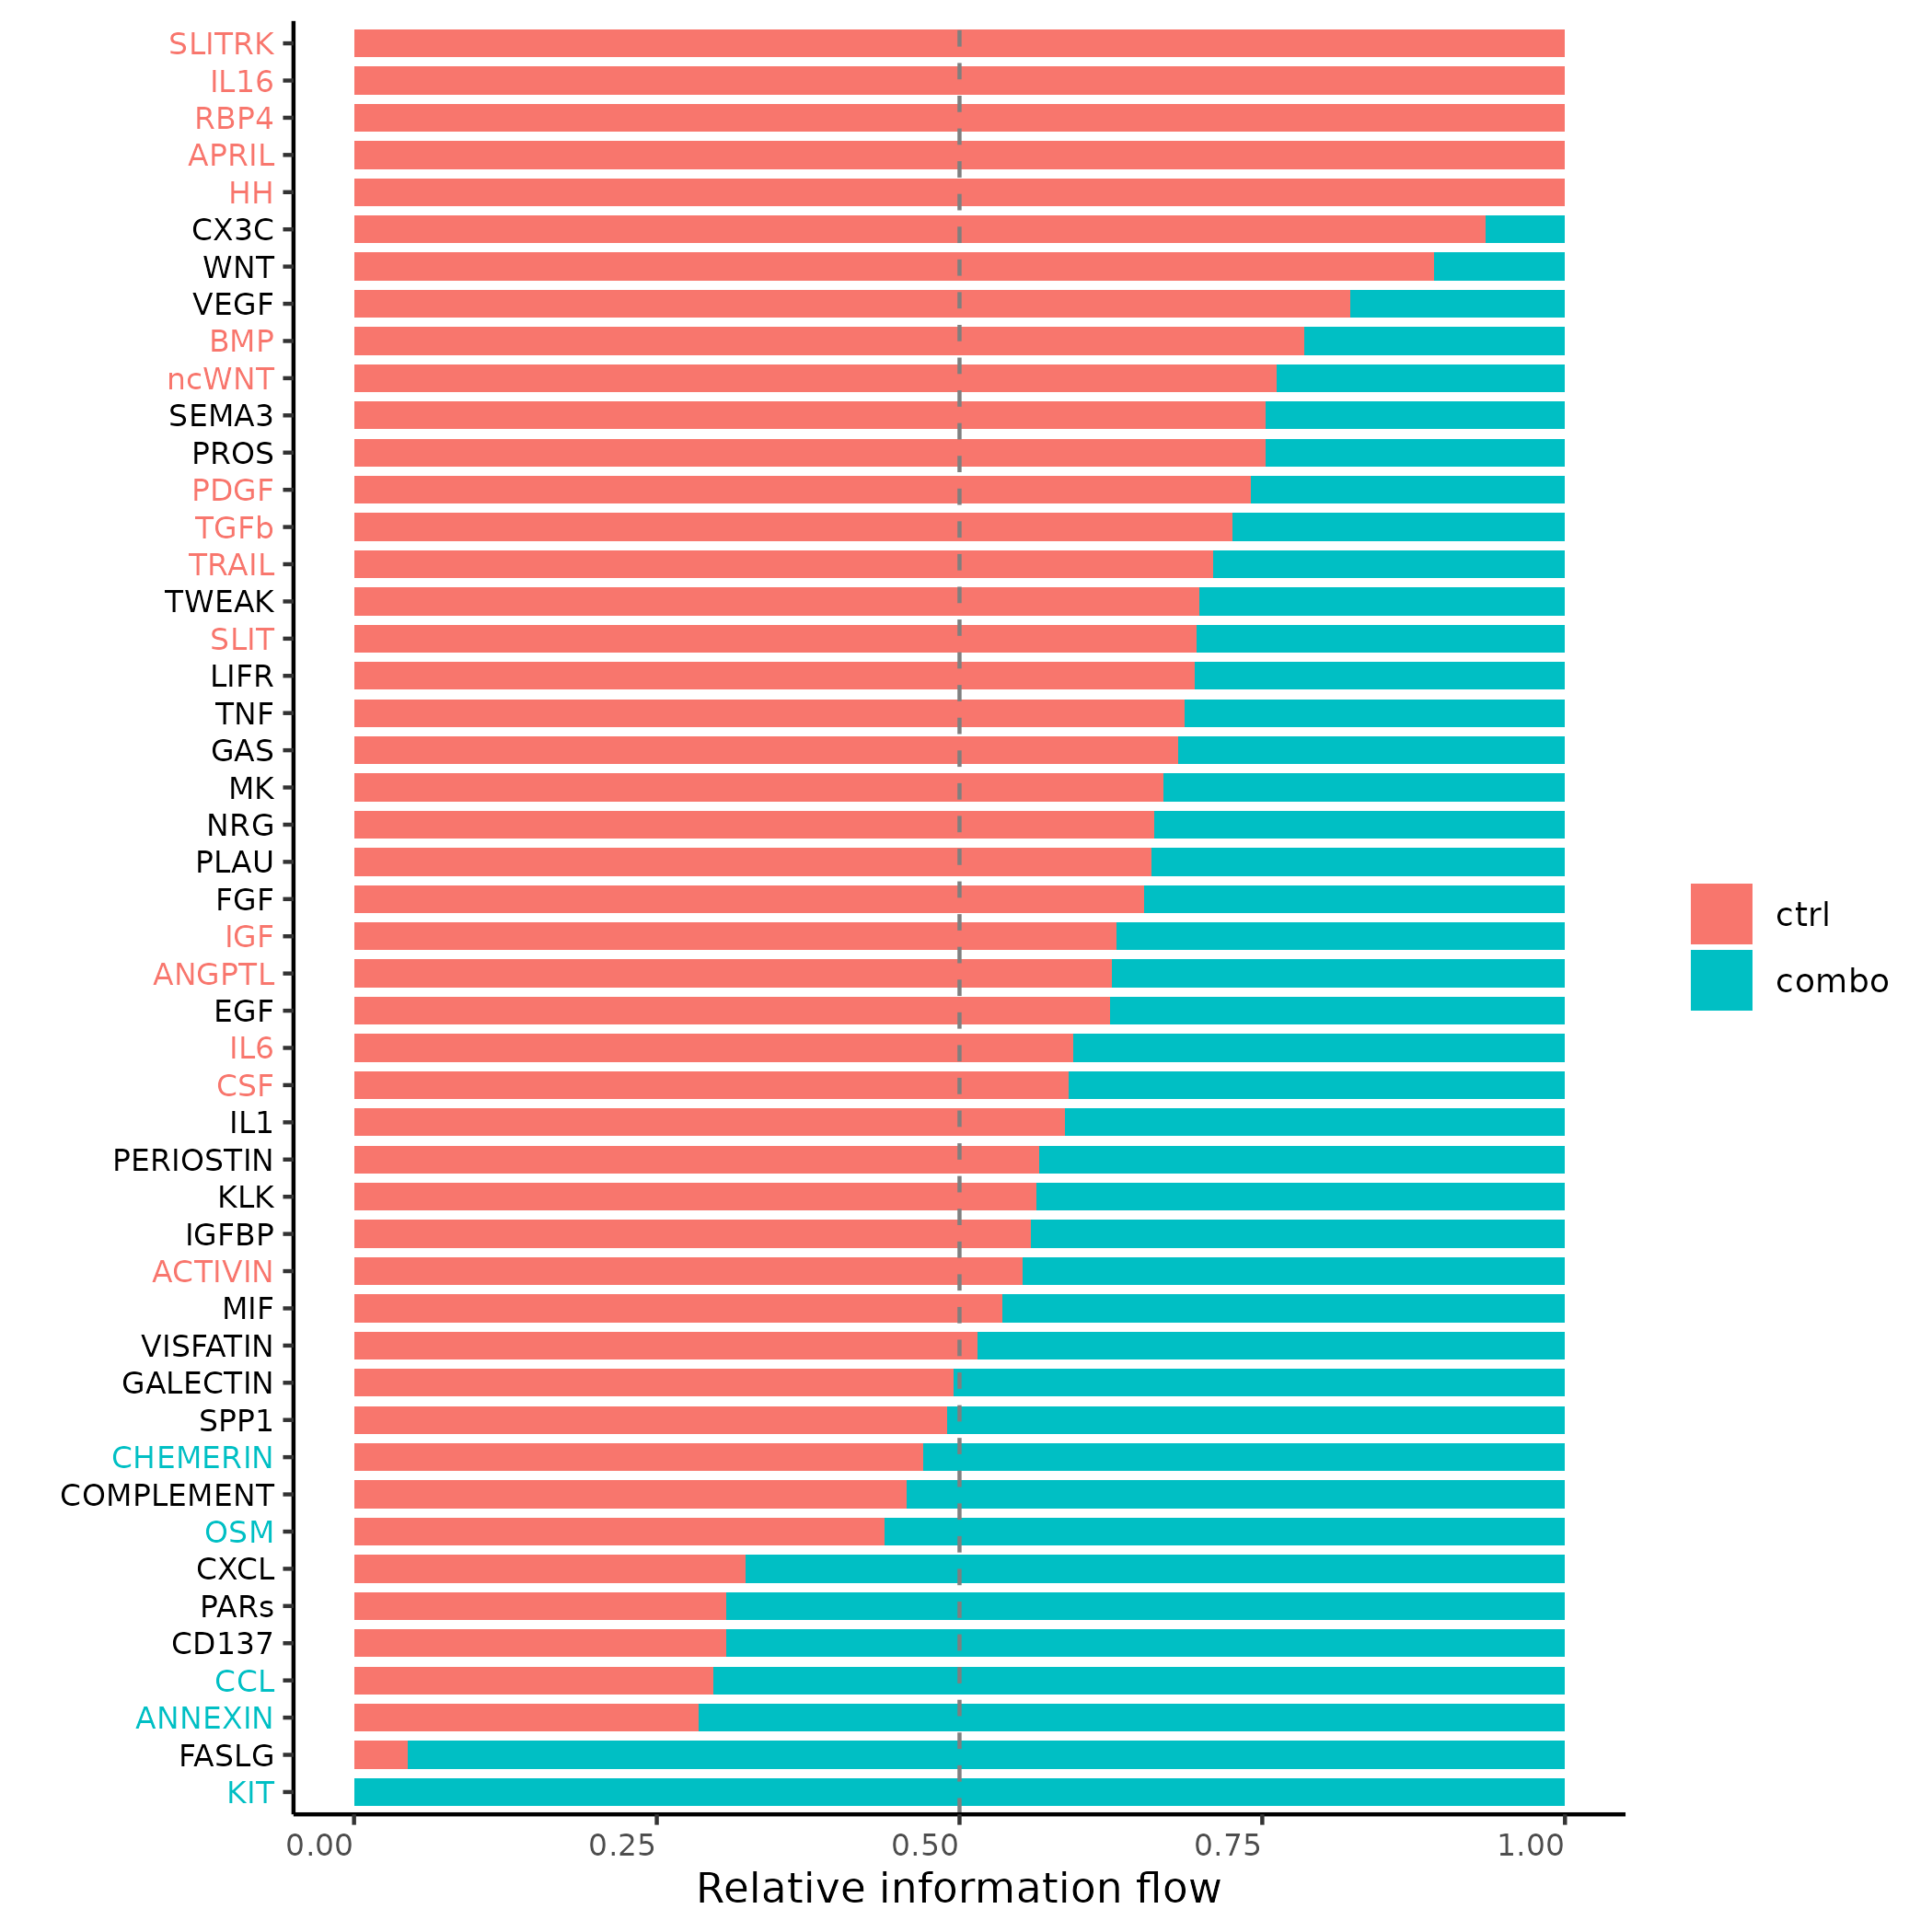 SLITRK
IL16
RBP4
APRIL
HH
CX3C
WNT
VEGF
BMP
ncWNT
SEMA3
PROS
PDGF
TGFb
TRAIL
TWEAK
SLIT
LIFR
TNF
GAS
MK
NRG
PLAU
FGF
IGF
ANGPTL
EGF
IL6
CSF
IL1
PERIOSTIN
KLK
IGFBP
ACTIVIN
MIF
VISFATIN
GALECTIN
SPP1
CHEMERIN
COMPLEMENT
OSM
CXCL
PARs
CD137
CCL
ANNEXIN
FASLG
KIT
0.00 0.25 0.50 0.75 1.00
Relative information flow
ctrl
combo